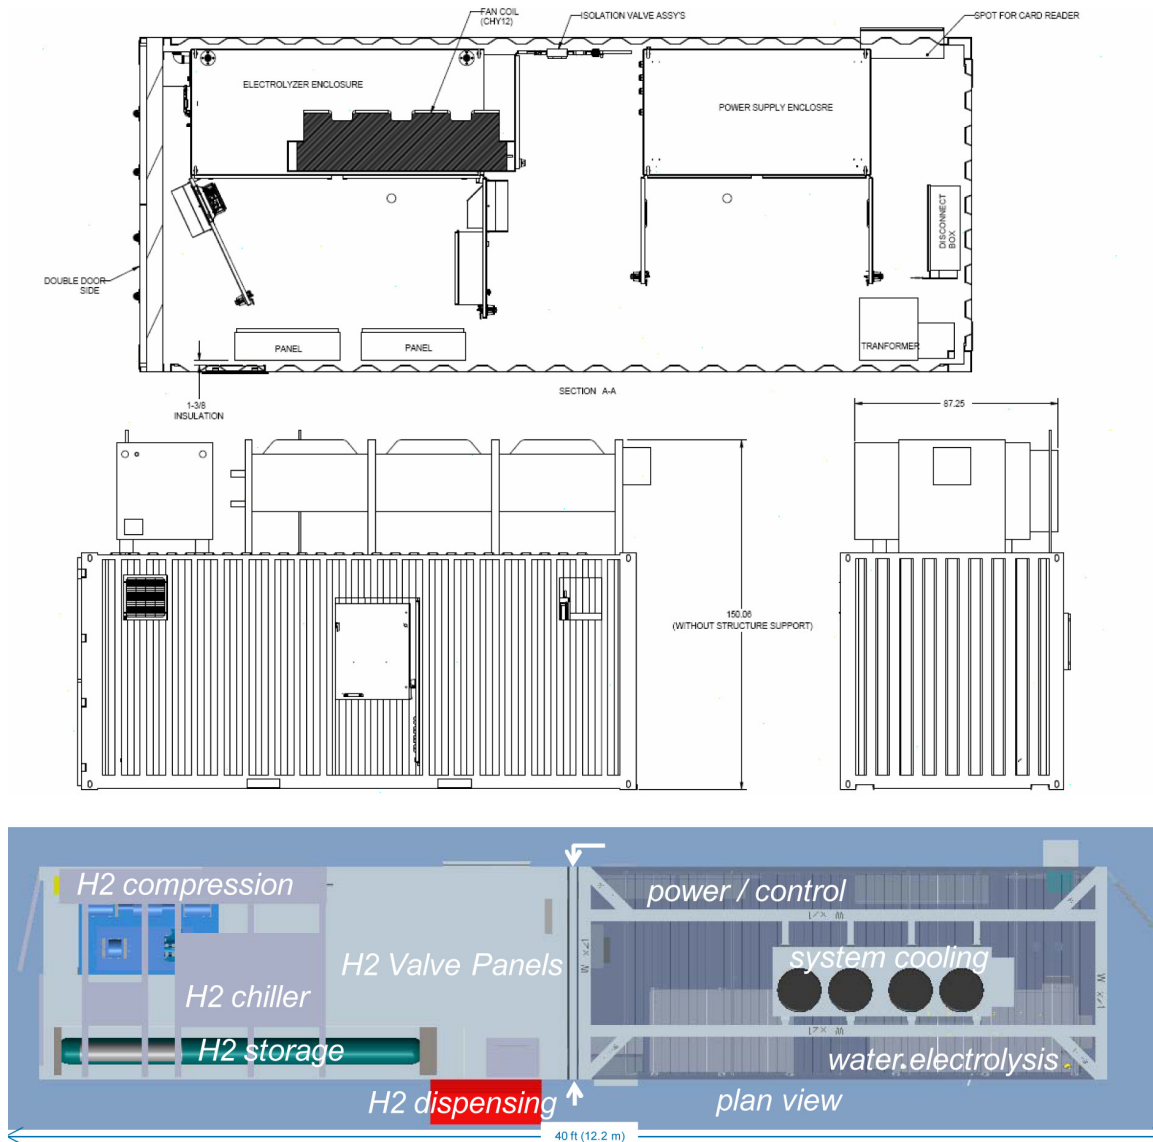 FAN COIL
(CHY12)
ISOLATION VALVE ASSY'S
SPOT FOR CARD READER
ELECTROLYZER ENCLOSURE
POWER SUPPLY ENCLOSRE
DISCONNECT
BOX
DOUBLE DOOR
SIDE
PANEL
PANEL
TRANFORMER
1-3/8
INSULATION
SECTION A-A
87.25
150.06
(WITHOUT STRUCTURE SUPPORT)
H2 compression
power / control
H2 Valve Panels
system cooling
H2 chiller
H2 storage
water electrolysis
H2 dispensing
plan view
40 ft (12.2 m)